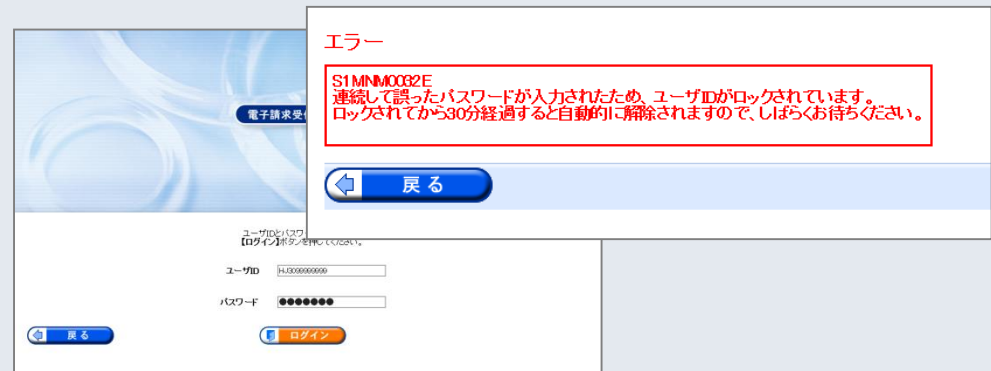 エラー
S1MNM0032E
連続して誤ったパスワードが入力されたため、ユーザIDがロックされています。
ロックされてから30分経過すると自動的に解除されますので、しばらくお待ちください。
戻る
電子請求受
ユーザIDとパスワ
【ログイン】ボタンを押してください。
ユーザID
HJ3099999999
パスワード
●●●●●●●
戻る
ログイン